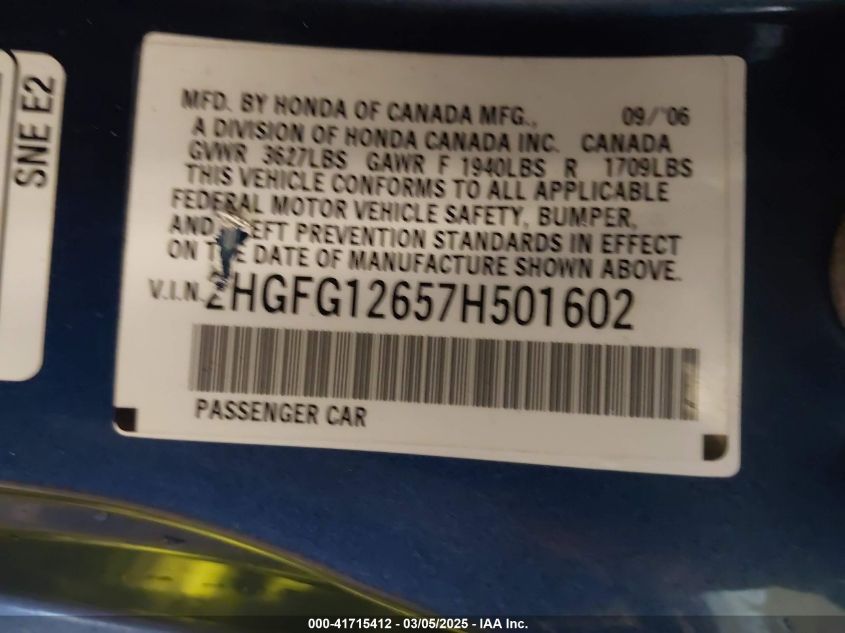 SNE E2
MFD. BY HONDA OF CANADA MFG., 09/'06
A DIVISION OF HONDA CANADA INC. CANADA
GVWR 3627LBS GAWR F 1940LBS R 1709LBS
THIS VEHICLE CONFORMS TO ALL APPLICABLE
FEDERAL MOTOR VEHICLE SAFETY, BUMPER,
AND THEFT PREVENTION STANDARDS IN EFFECT
ON THE DATE OF MANUFACTURE SHOWN ABOVE.
V.I.N. 2HGFG12657H501602
PASSENGER CAR
000-41715412 - 03/05/2025 - IAA Inc.